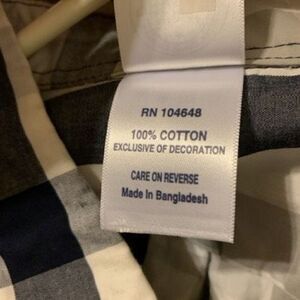 RN 104648
100% COTTON
EXCLUSIVE OF DECORATION
CARE ON REVERSE
Made In Bangladesh